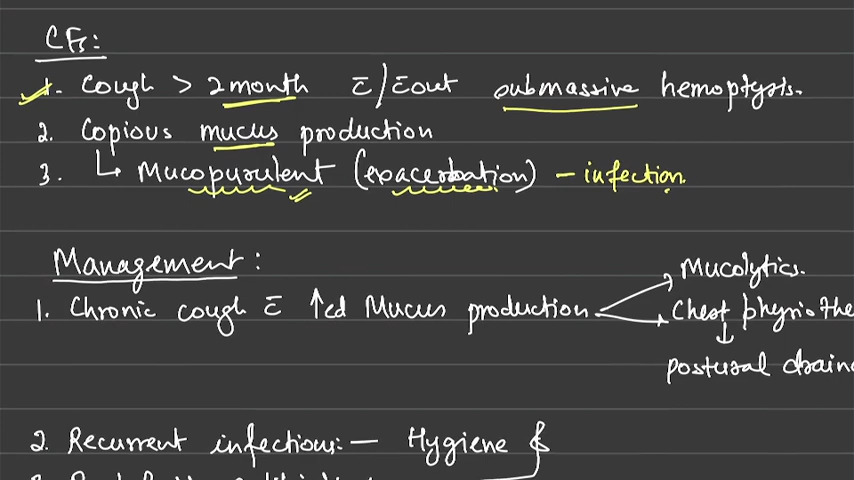 CFs:
1. Cough > 2month c̄/c̄out submassive hemoptysis.
2. Copious mucus production
3. ↳ Mucopurulent (exacerbation) – infection.
Management:
1. Chronic cough c̄ ↑ed Mucus production
Mucolytics.
Chest physiothe
↓
postural drain
2. Recurrent infections:— Hygiene &